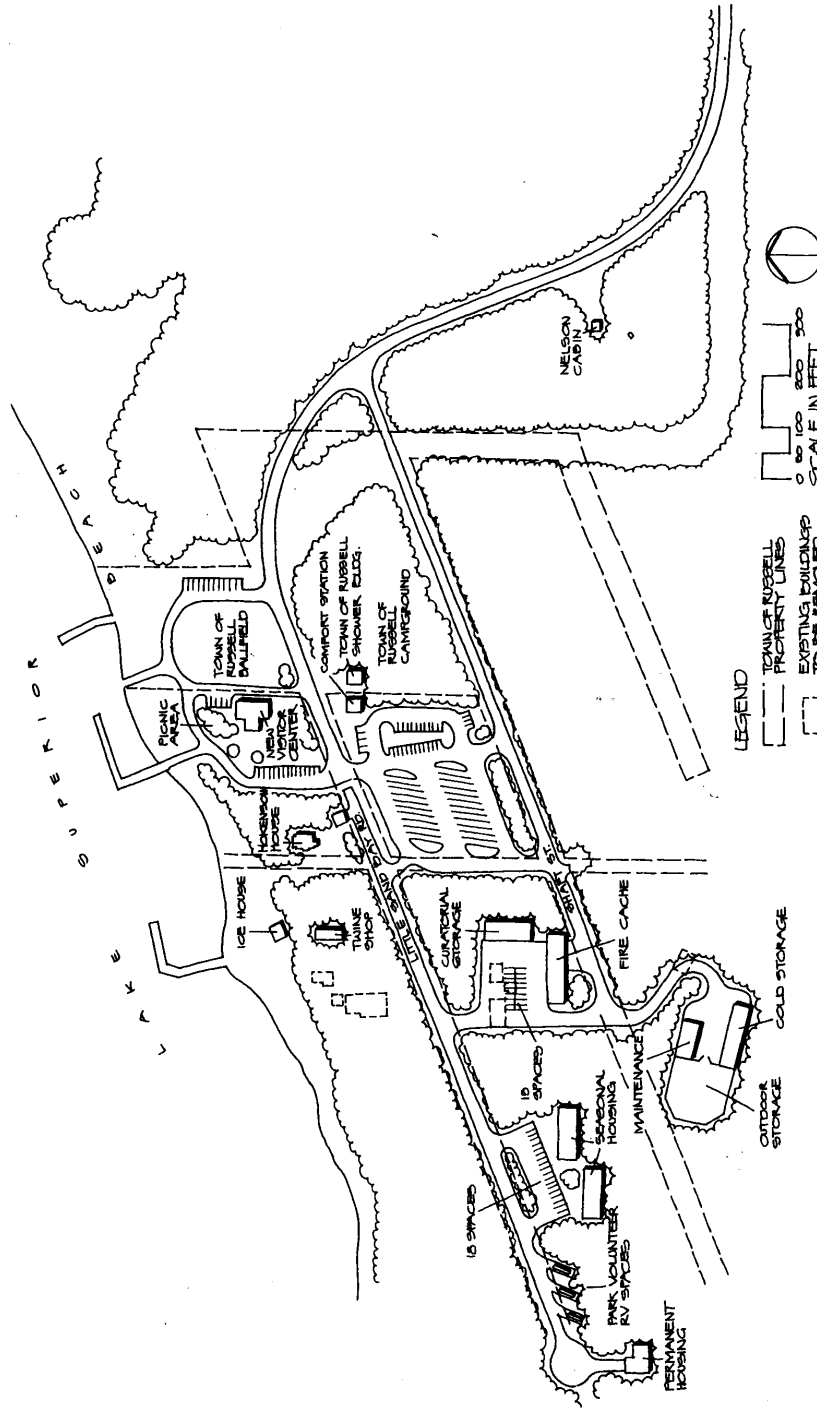 LAKE SUPERIOR
BEACH
PICNIC
AREA
TOWN OF
RUSSELL
BALLFIELD
NEW
VISITOR
CENTER
HOKENSON
HOUSE
ICE HOUSE
TWINE
SHOP
LITTLE SAND BAY RD.
COMFORT STATION
TOWN OF RUSSELL
SHOWER BLDG.
TOWN OF
RUSSELL
CAMPGROUND
NELSON
CABIN
CURATORIAL
STORAGE
ST.
FIRE CACHE
SPACES
SPACES
SEASONAL
HOUSING
PARK VOLUNTEER
RV SPACES
PERMANENT
HOUSING
MAINTENANCE
OUTDOOR
STORAGE
COLD STORAGE
LEGEND
TOWN OF RUSSELL
PROPERTY LINES
EXISTING BUILDINGS
TO BE REMOVED
0 50 100 200 300
SCALE IN FEET